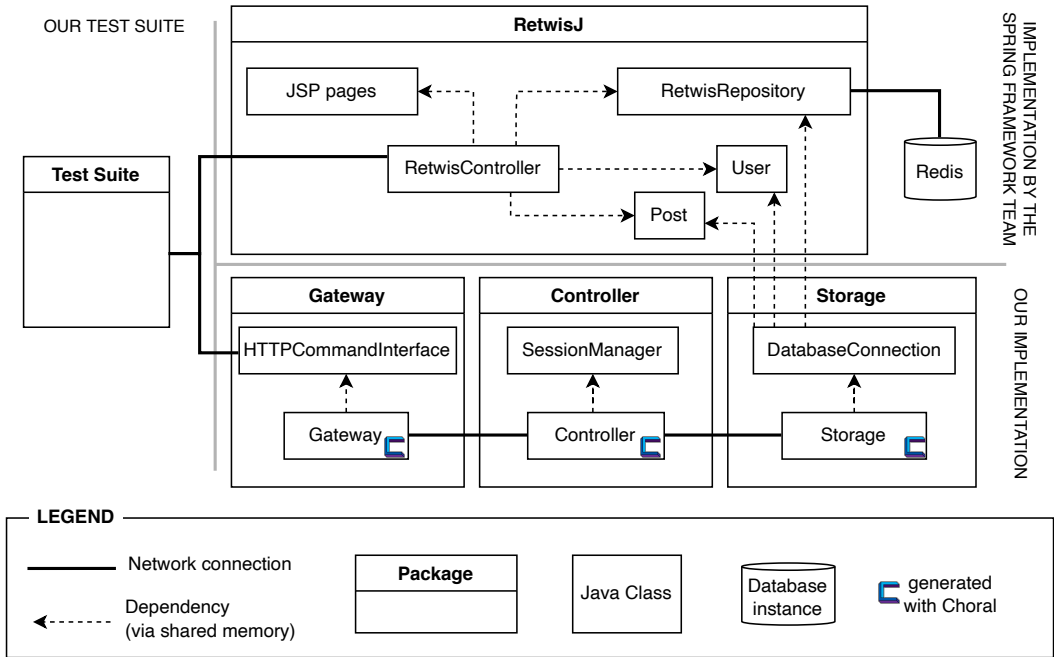 OUR TEST SUITE
RetwisJ
IMPLEMENTATION BY THE
SPRING FRAMEWORK TEAM
JSP pages
RetwisRepository
Test Suite
RetwisController
User
Redis
Post
Gateway
Controller
Storage
OUR IMPLEMENTATION
HTTPCommandInterface
SessionManager
DatabaseConnection
Gateway
Controller
Storage
LEGEND
Network connection
Dependency
(via shared memory)
Package
Java Class
Database
instance
generated
with Choral